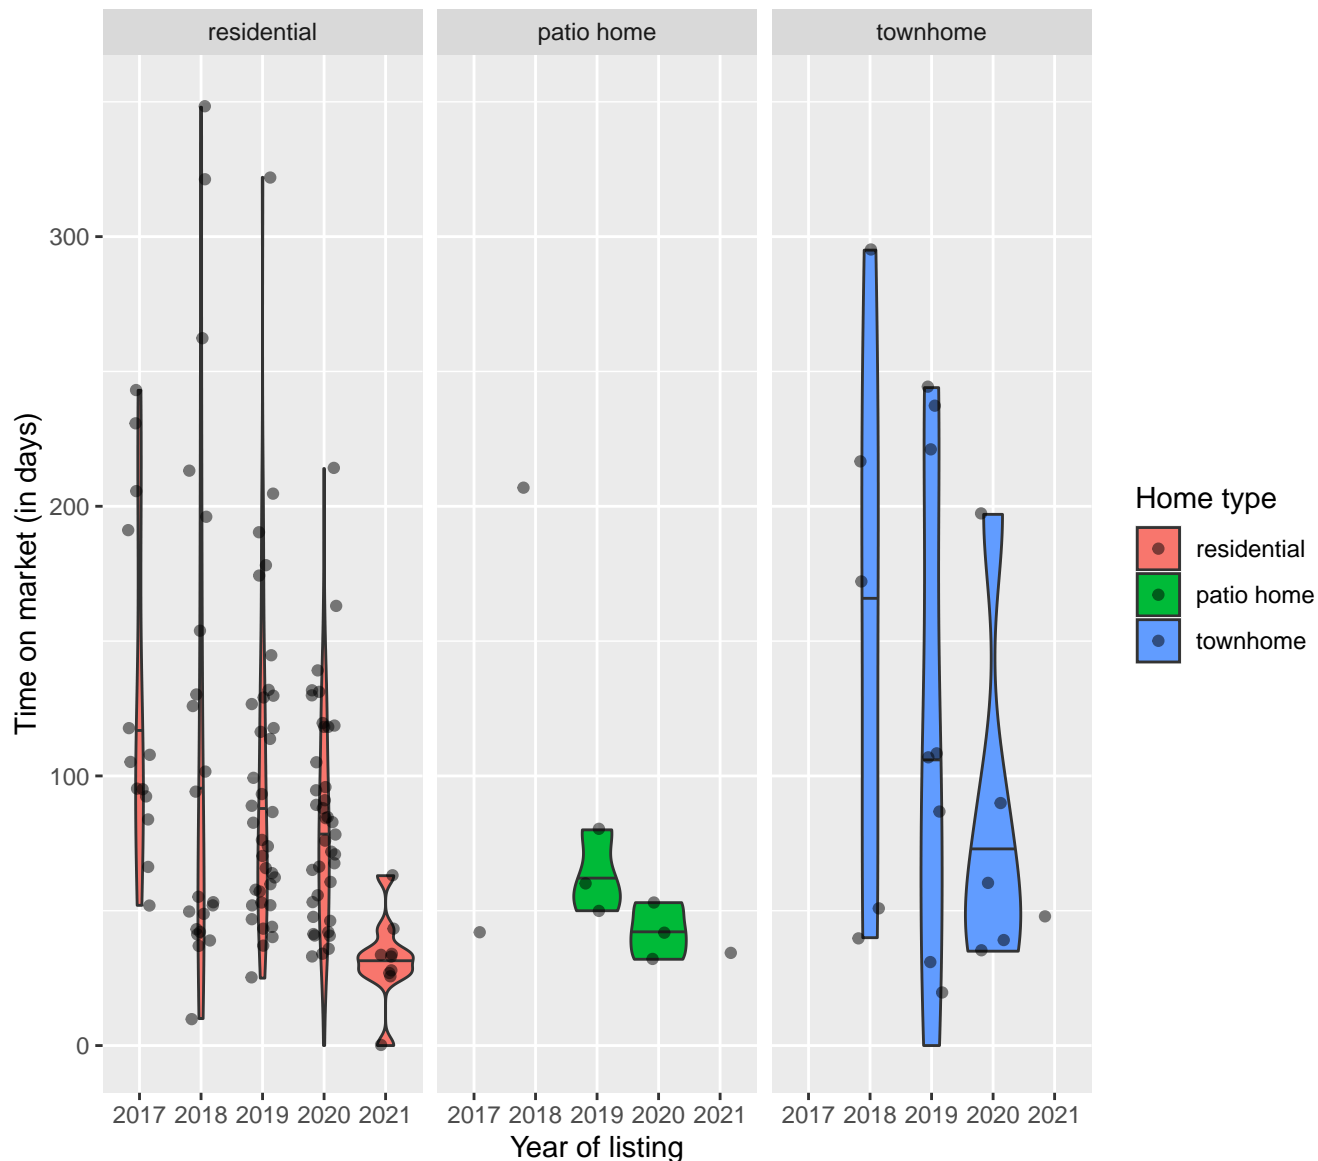 residential
patio home
townhome
300
200
100
0
Time on market (in days)
2017 2018 2019 2020 2021
2017 2018 2019 2020 2021
2017 2018 2019 2020 2021
Year of listing
Home type
residential
patio home
townhome